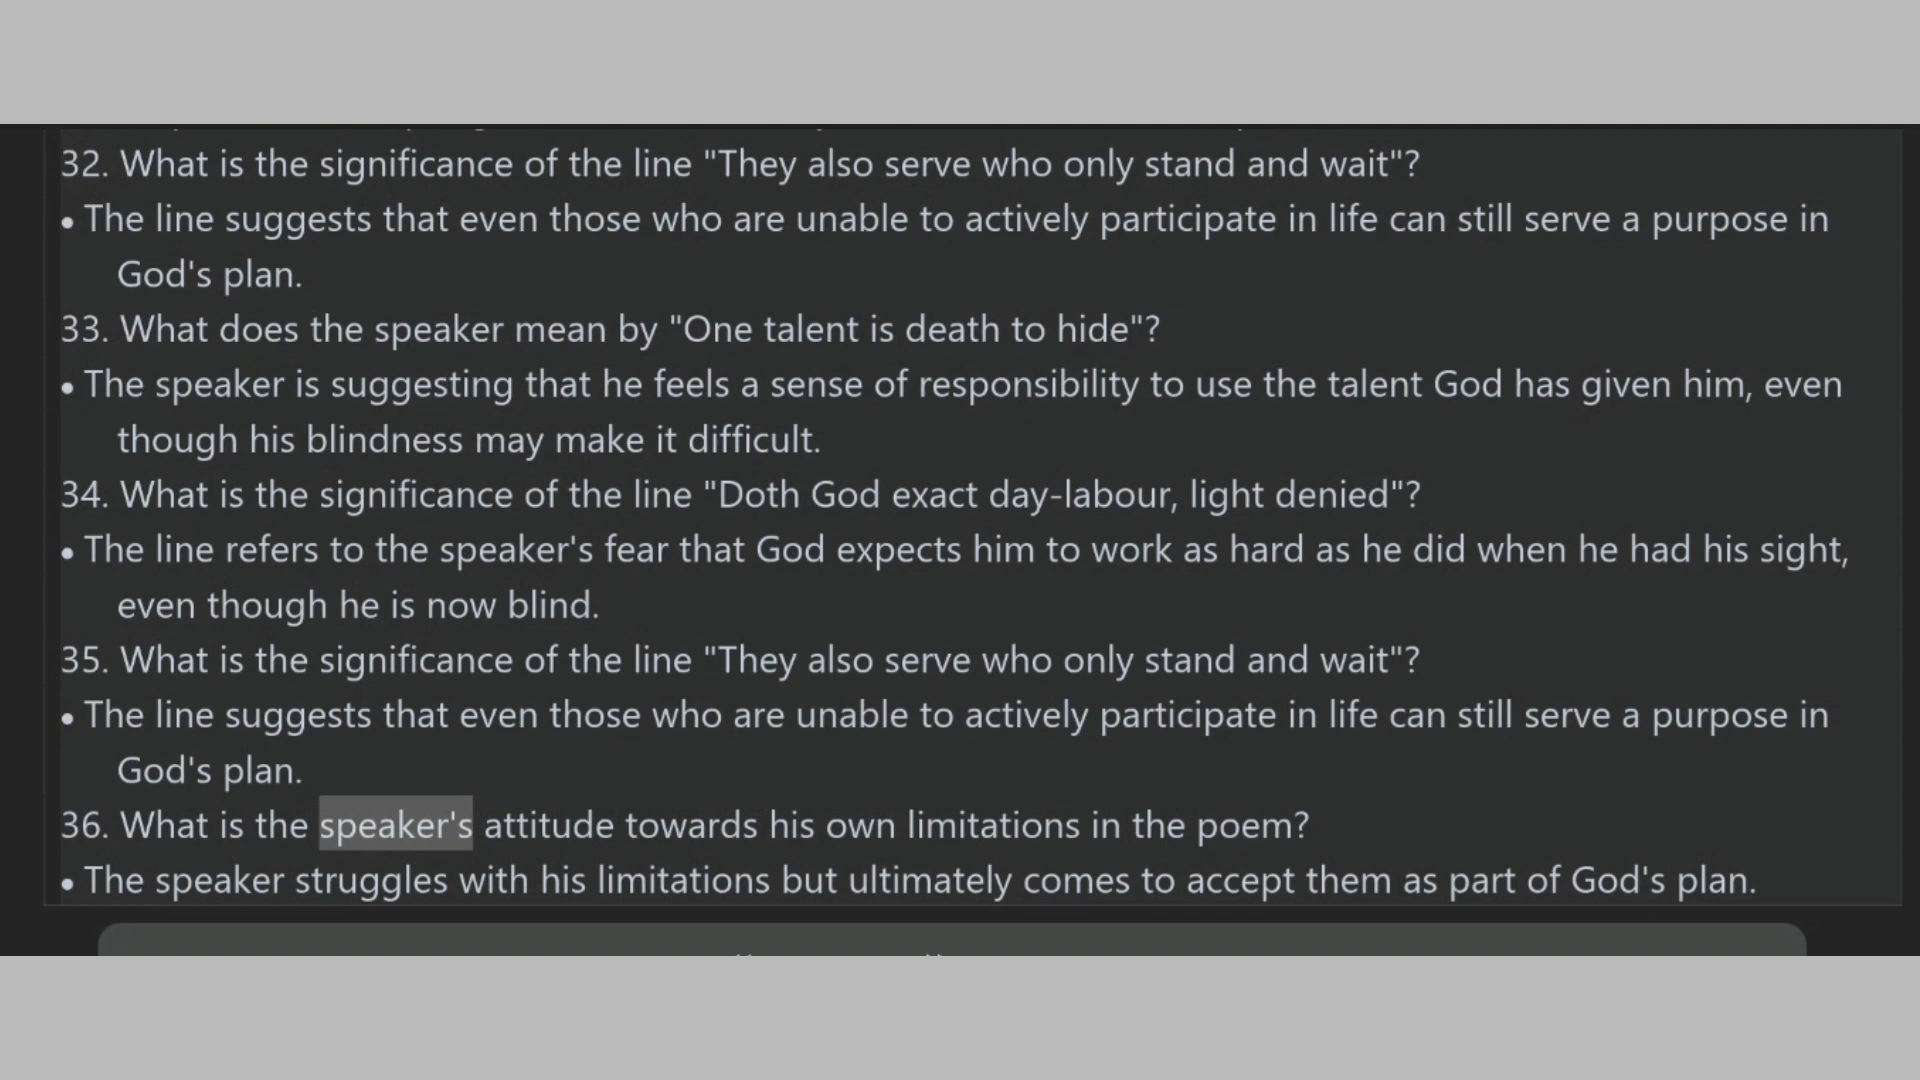 32. What is the significance of the line "They also serve who only stand and wait"?
• The line suggests that even those who are unable to actively participate in life can still serve a purpose in
God's plan.
33. What does the speaker mean by "One talent is death to hide"?
• The speaker is suggesting that he feels a sense of responsibility to use the talent God has given him, even
though his blindness may make it difficult.
34. What is the significance of the line "Doth God exact day-labour, light denied"?
• The line refers to the speaker's fear that God expects him to work as hard as he did when he had his sight,
even though he is now blind.
35. What is the significance of the line "They also serve who only stand and wait"?
• The line suggests that even those who are unable to actively participate in life can still serve a purpose in
God's plan.
36. What is the speaker's attitude towards his own limitations in the poem?
• The speaker struggles with his limitations but ultimately comes to accept them as part of God's plan.